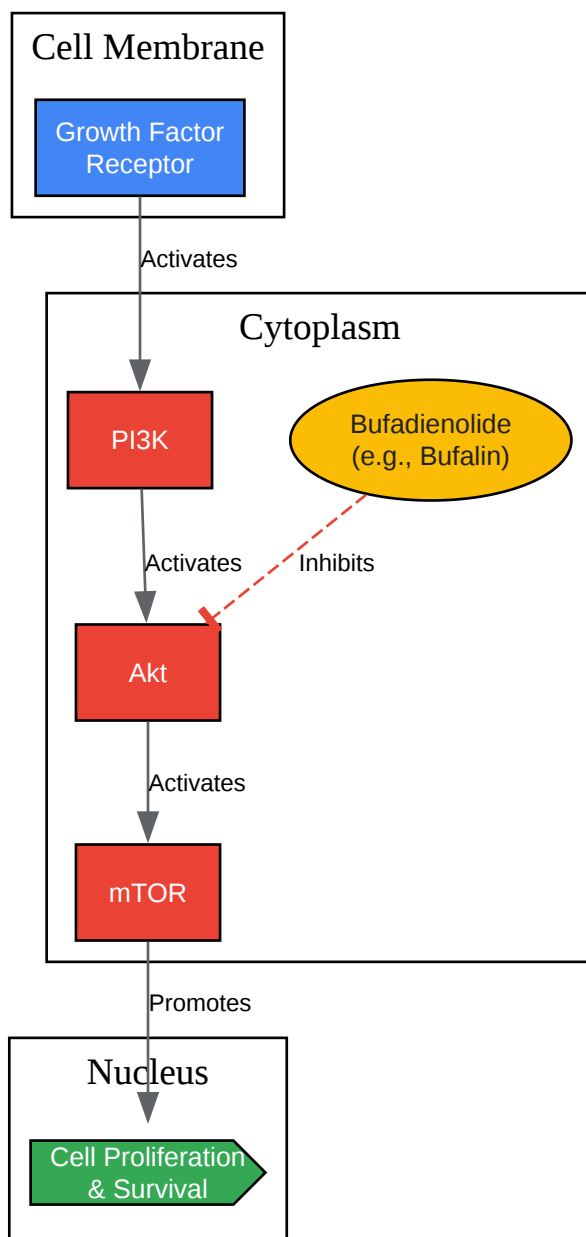 Cell Membrane
Growth Factor
Receptor
Activates
Cytoplasm
PI3K
Bufadienolide
(e.g., Bufalin)
Activates
Inhibits
Akt
Activates
mTOR
Promotes
Nucleus
Cell Proliferation
& Survival